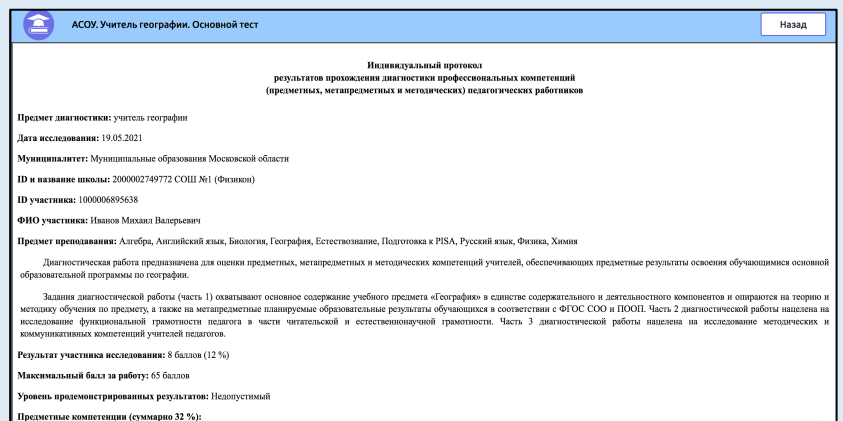 АСОУ. Учитель географии. Основной тест
Назад
Индивидуальный протокол
результатов прохождения диагностики профессиональных компетенций
(предметных, метапредметных и методических) педагогических работников
Предмет диагностики: учитель географии
Дата исследования: 19.05.2021
Муниципалитет: Муниципальные образования Московской области
ID и название школы: 2000002749772 СОШ №1 (Физикон)
ID участника: 1000006895638
ФИО участника: Иванов Михаил Валерьевич
Предмет преподавания: Алгебра, Английский язык, Биология, География, Естествознание, Подготовка к PISA, Русский язык, Физика, Химия
Диагностическая работа предназначена для оценки предметных, метапредметных и методических компетенций учителей, обеспечивающих предметные результаты освоения обучающимися основной
образовательной программы по географии.
Задания диагностической работы (часть 1) охватывают основное содержание учебного предмета «География» в единстве содержательного и деятельностного компонентов и опираются на теорию и
методику обучения по предмету, а также на метапредметные планируемые образовательные результаты обучающихся в соответствии с ФГОС СОО и ПООП. Часть 2 диагностической работы нацелена на
исследование функциональной грамотности педагога в части читательской и естественнонаучной грамотности. Часть 3 диагностической работы нацелена на исследование методических и
коммуникативных компетенций учителей педагогов.
Результат участника исследования: 8 баллов (12 %)
Максимальный балл за работу: 65 баллов
Уровень продемонстрированных результатов: Недопустимый
Предметные компетенции (суммарно 32 %):